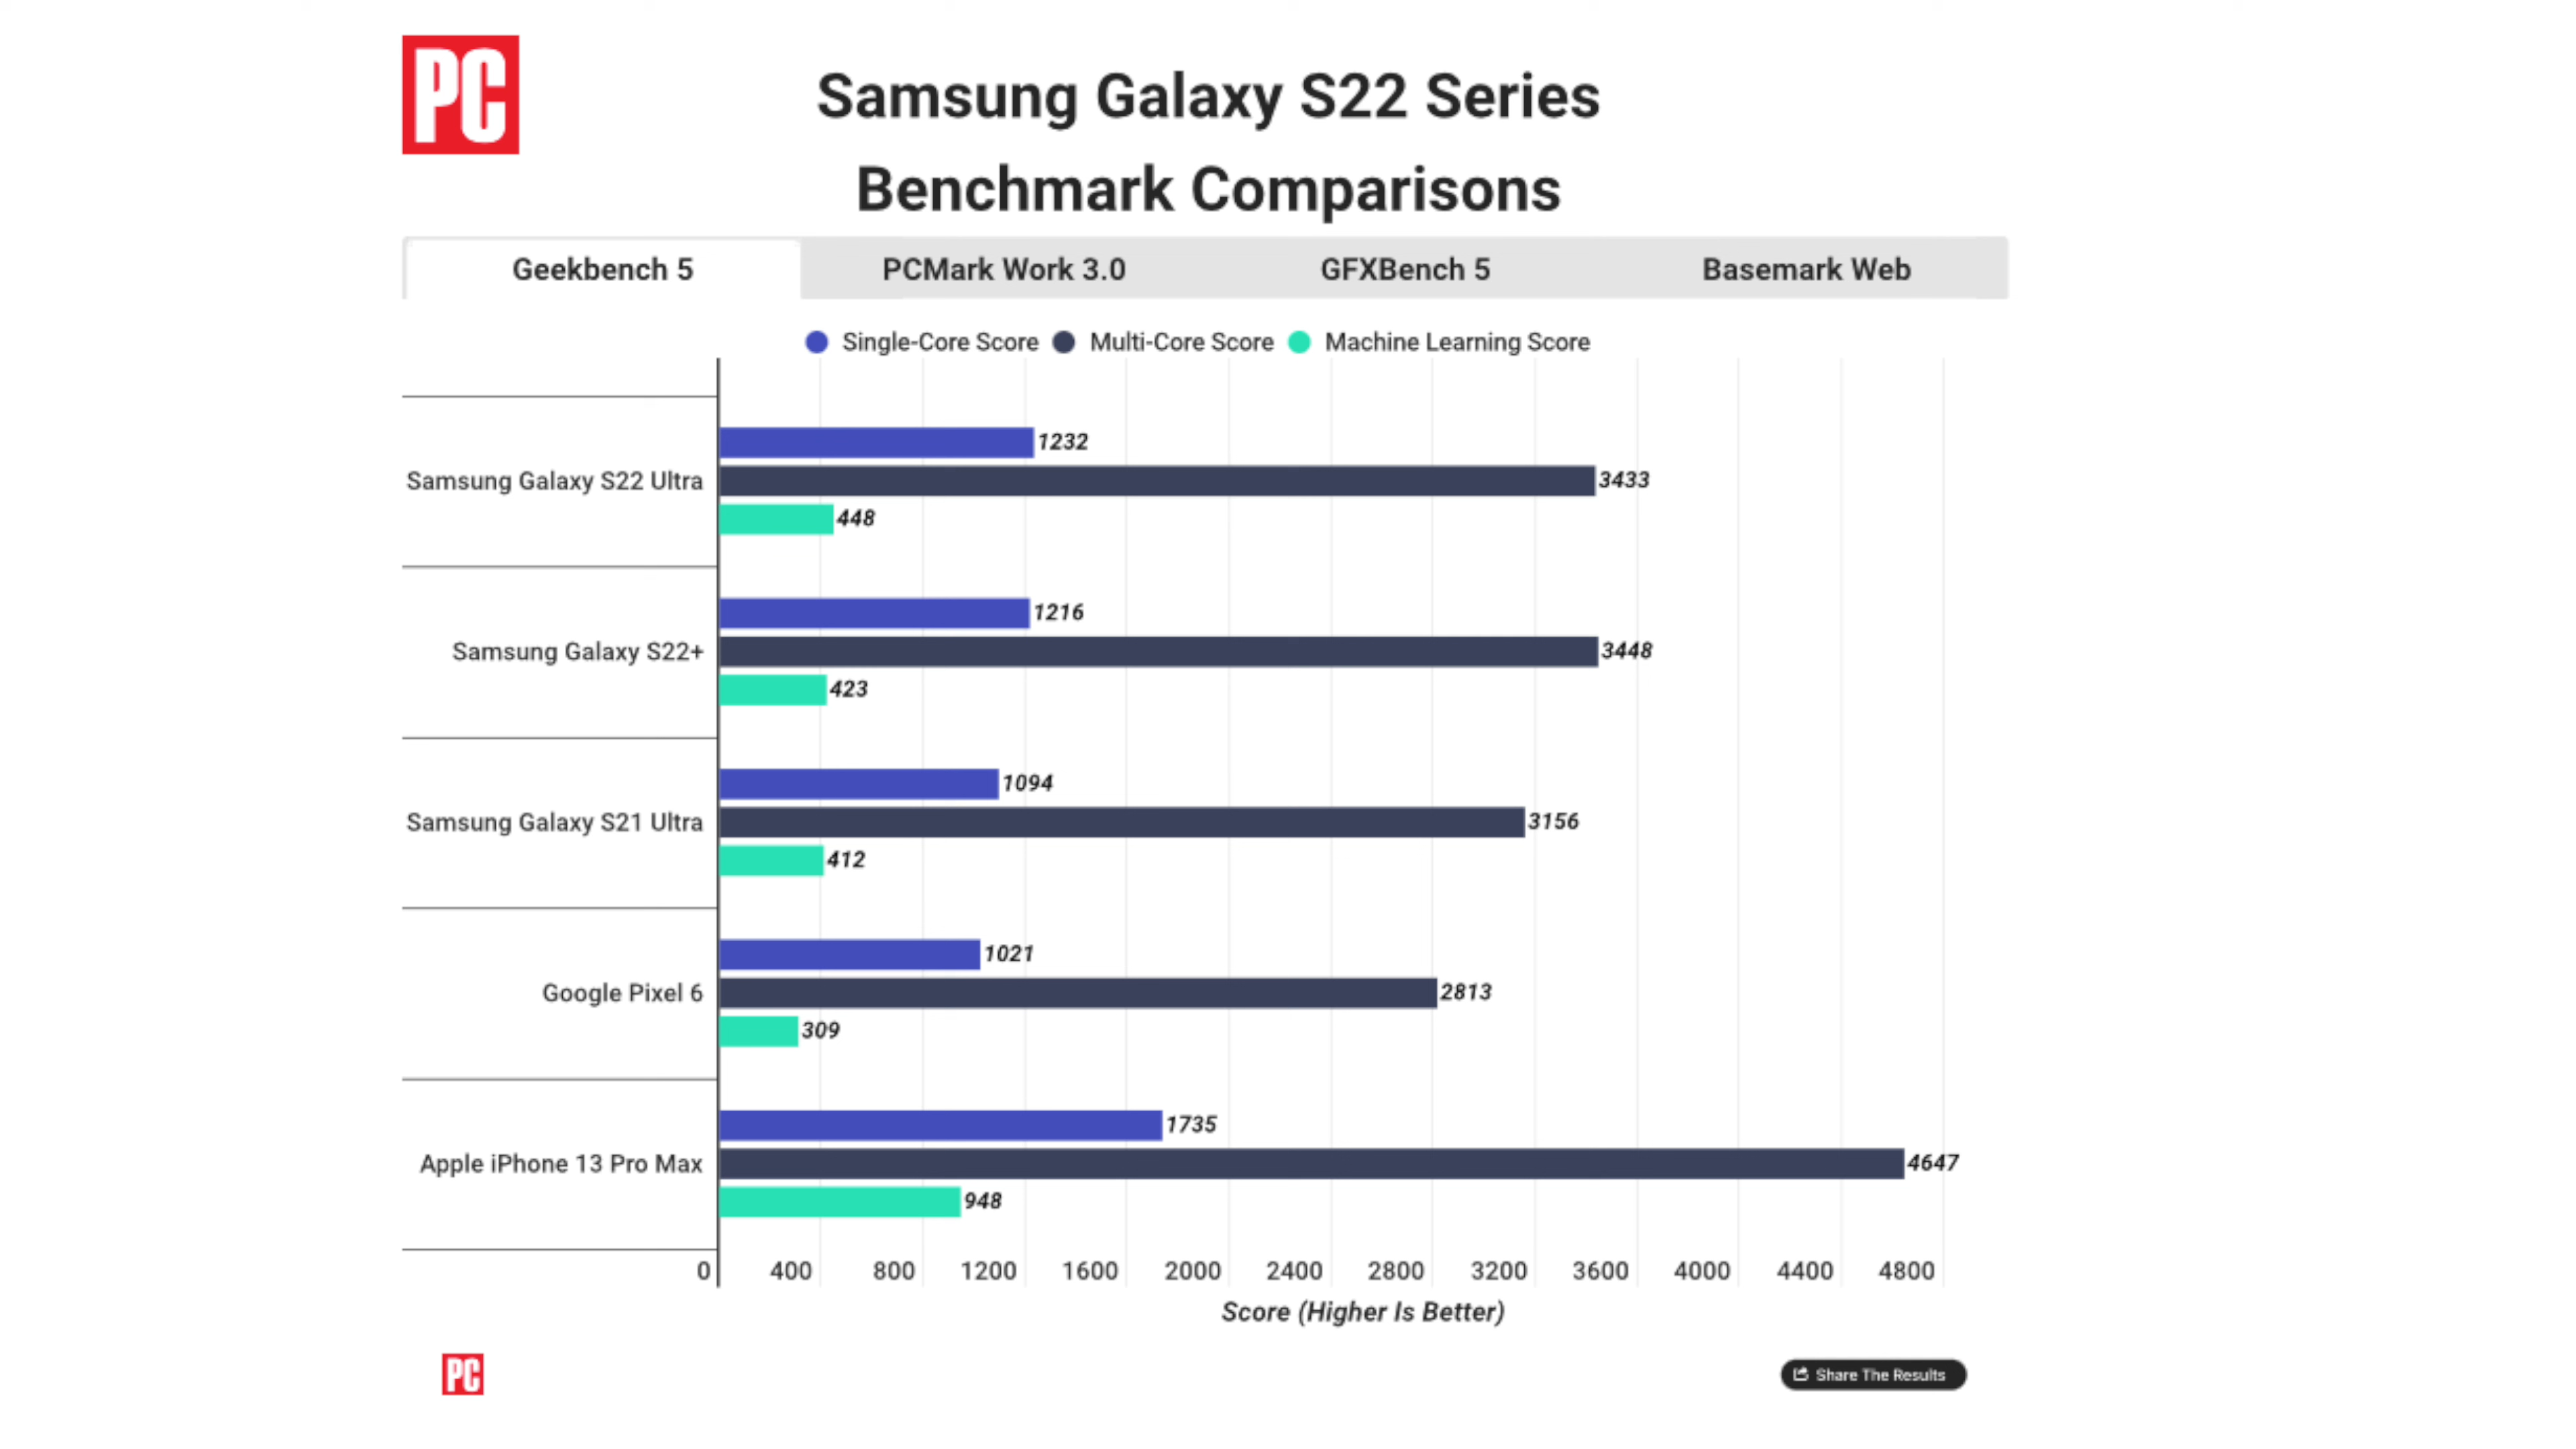 PC
Samsung Galaxy S22 Series
Benchmark Comparisons
Geekbench 5 PCMark Work 3.0 GFXBench 5 Basemark Web
Single-Core Score Multi-Core Score Machine Learning Score
1232
Samsung Galaxy S22 Ultra 3433
448
1216
Samsung Galaxy S22+ 3448
423
1094
Samsung Galaxy S21 Ultra 3156
412
1021
Google Pixel 6 2813
309
1735
Apple iPhone 13 Pro Max 4647
948
0 400 800 1200 1600 2000 2400 2800 3200 3600 4000 4400 4800
Score (Higher Is Better)
PC Share The Results